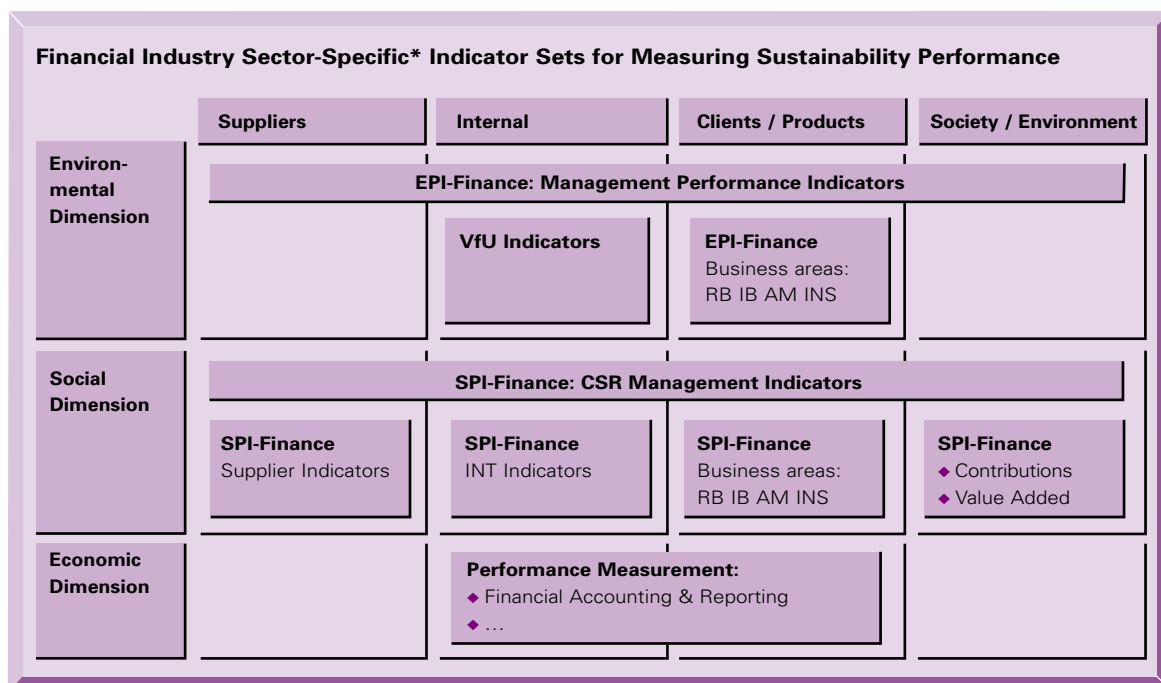 Financial Industry Sector-Specific* Indicator Sets for Measuring Sustainability Performance
Suppliers
Internal
Clients / Products
Society / Environment
Environ-
mental
Dimension
EPI-Finance: Management Performance Indicators
VfU Indicators
EPI-Finance
Business areas:
RB IB AM INS
Social
Dimension
SPI-Finance: CSR Management Indicators
SPI-Finance
Supplier Indicators
SPI-Finance
INT Indicators
SPI-Finance
Business areas:
RB IB AM INS
SPI-Finance
◆ Contributions
◆ Value Added
Economic
Dimension
Performance Measurement:
◆ Financial Accounting & Reporting
◆ …